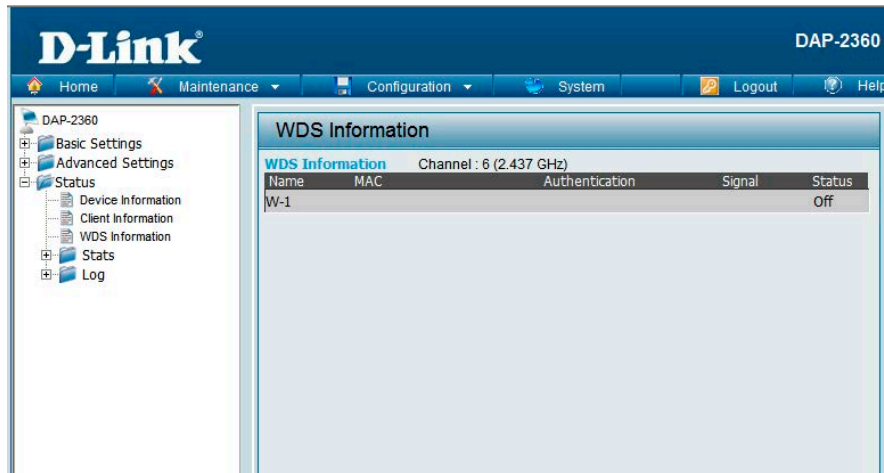 D-Link®
DAP-2360
Home Maintenance Configuration System Logout Help
DAP-2360
Basic Settings
Advanced Settings
Status
Device Information
Client Information
WDS Information
Stats
Log
WDS Information
WDS Information Channel : 6 (2.437 GHz)
Name MAC Authentication Signal Status
W-1 Off